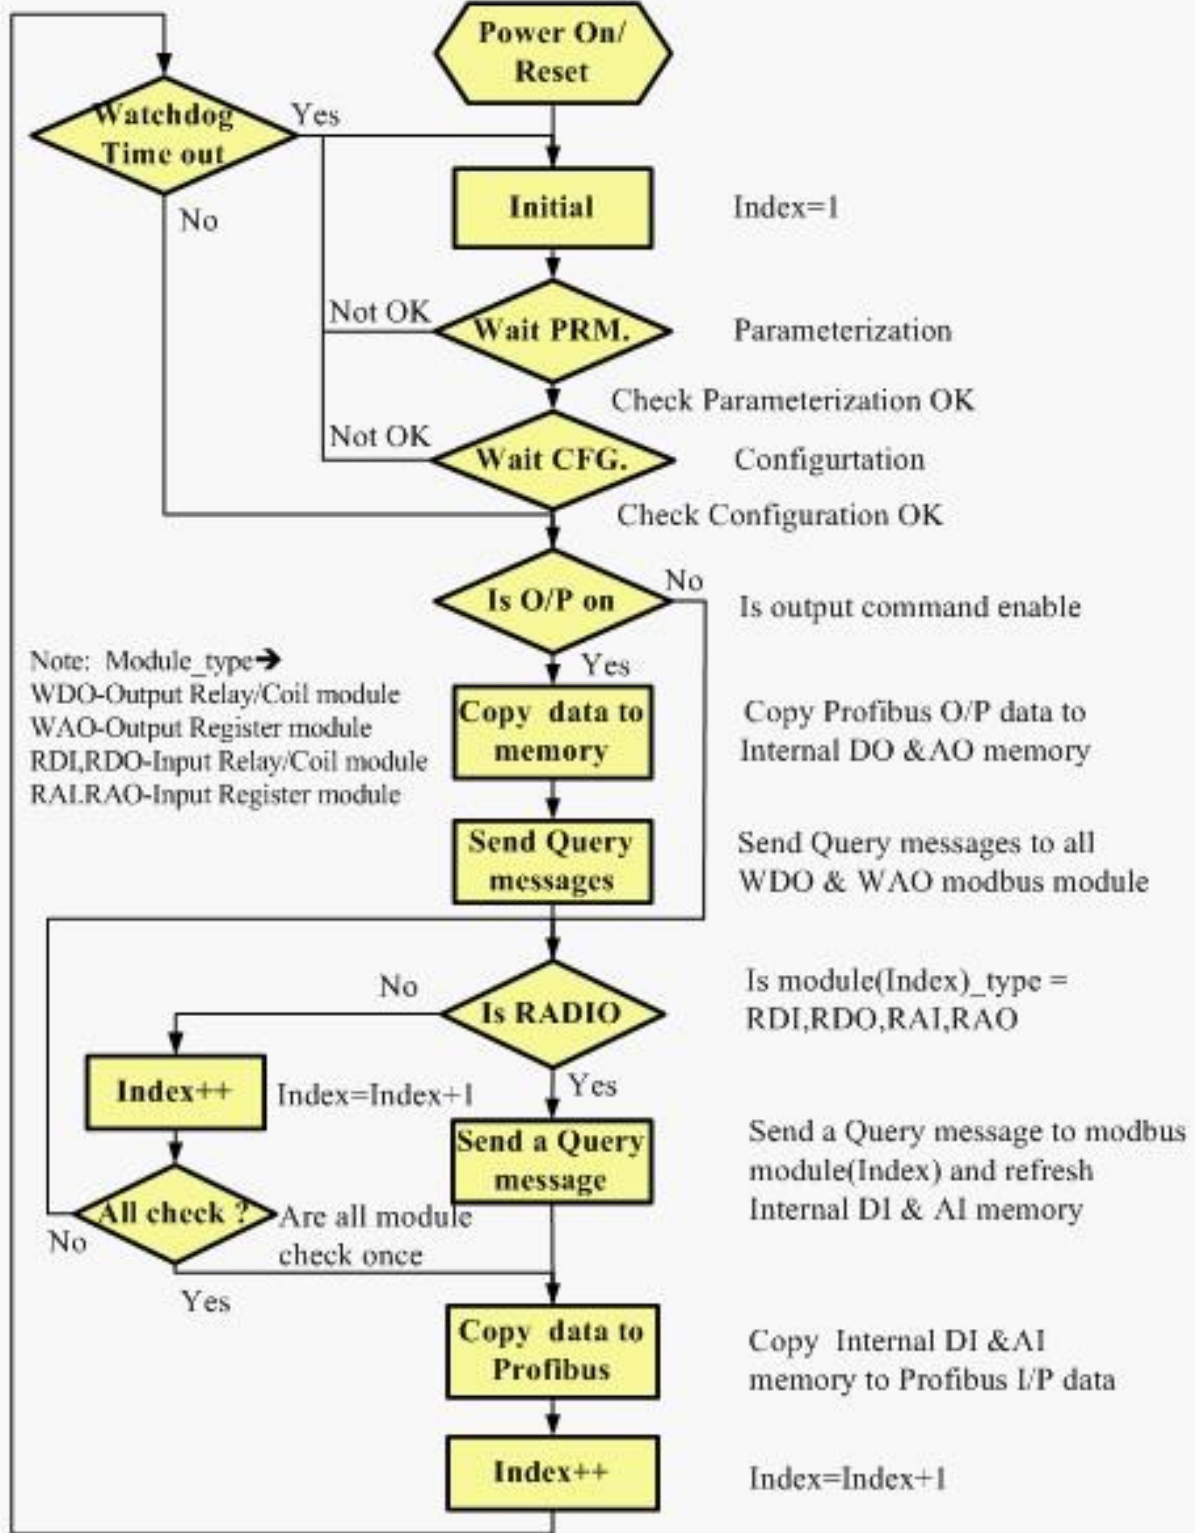 Power On/
Reset
Watchdog
Time out
Yes
No
Initial
Index=1
Not OK
Wait PRM.
Parameterization
Check Parameterization OK
Not OK
Wait CFG.
Configurtation
Check Configuration OK
Is O/P on
No
Is output command enable
Yes
Note: Module_type➔
WDO-Output Relay/Coil module
WAO-Output Register module
RDI,RDO-Input Relay/Coil module
RAI.RAO-Input Register module
Copy data to
memory
Copy Profibus O/P data to
Internal DO &AO memory
Send Query
messages
Send Query messages to all
WDO & WAO modbus module
No
Is RADIO
Is module(Index)_type =
RDI,RDO,RAI,RAO
Yes
Index++
Index=Index+1
Send a Query
message
Send a Query message to modbus
module(Index) and refresh
Internal DI & AI memory
All check ?
Are all module
check once
No
Yes
Copy data to
Profibus
Copy Internal DI &AI
memory to Profibus I/P data
Index++
Index=Index+1